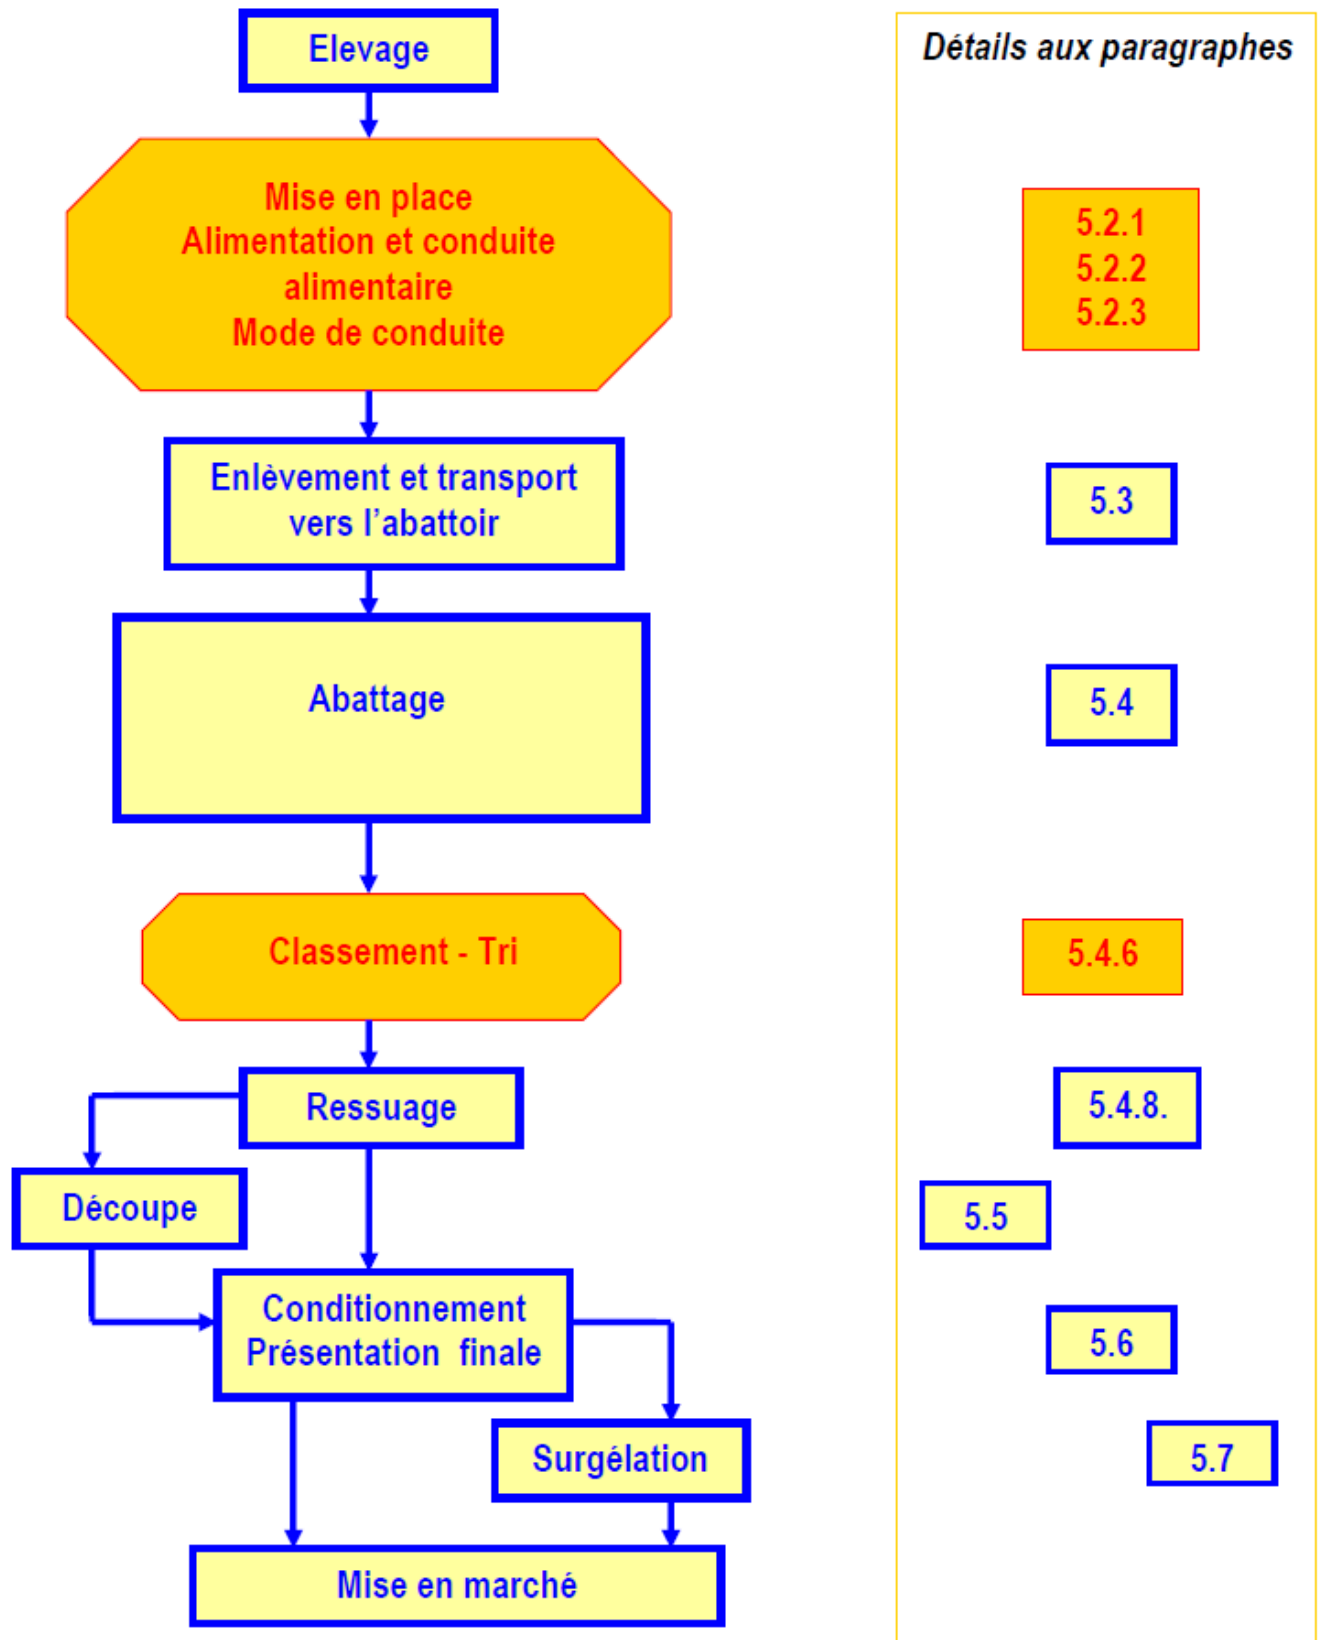 Elevage
Détails aux paragraphes
Mise en place
Alimentation et conduite
alimentaire
Mode de conduite
5.2.1
5.2.2
5.2.3
Enlèvement et transport
vers l'abattoir
5.3
Abattage
5.4
Classement - Tri
5.4.6
Ressuage
5.4.8.
Découpe
5.5
Conditionnement
Présentation finale
5.6
Surgélation
5.7
Mise en marché